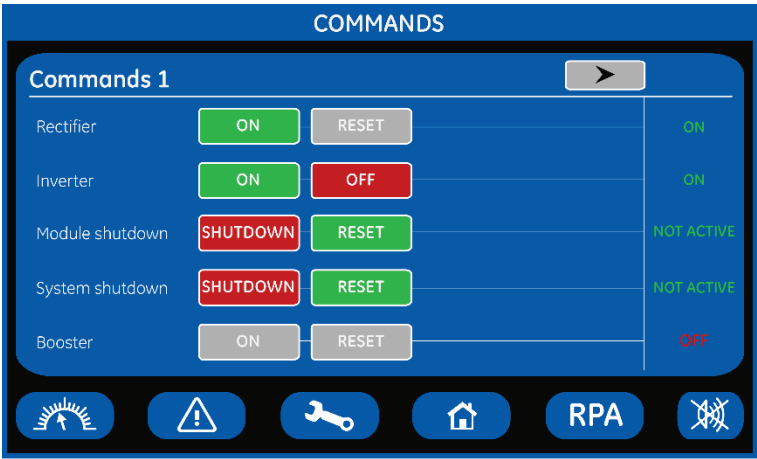 COMMANDS
Commands 1
Rectifier ON RESET ON
Inverter ON OFF ON
Module shutdown SHUTDOWN RESET NOT ACTIVE
System shutdown SHUTDOWN RESET NOT ACTIVE
Booster ON RESET OFF
RPA